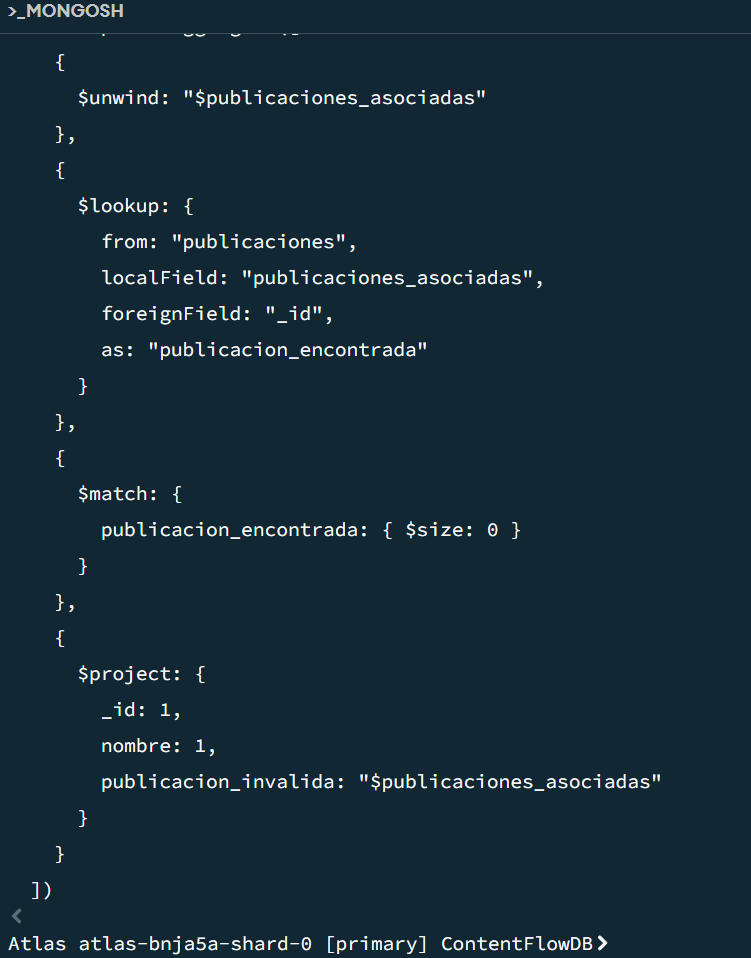 >_MONGOSH
{
$unwind: "$publicaciones_asociadas"
},
{
$lookup: {
from: "publicaciones",
localField: "publicaciones_asociadas",
foreignField: "_id",
as: "publicacion_encontrada"
}
},
{
$match: {
publicacion_encontrada: { $size: 0 }
}
},
{
$project: {
_id: 1,
nombre: 1,
publicacion_invalida: "$publicaciones_asociadas"
}
}
])
<
Atlas atlas-bnja5a-shard-0 [primary] ContentFlowDB>